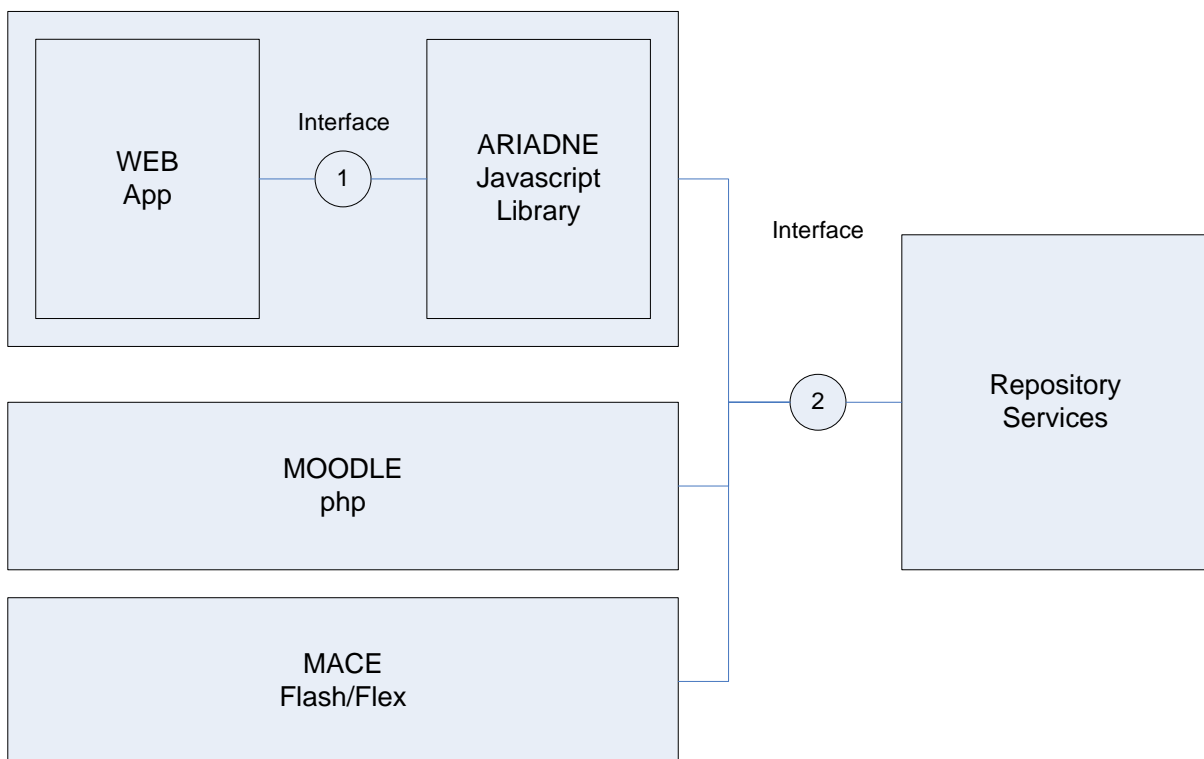 Interface
WEB
App
1
ARIADNE
Javascript
Library
Interface
2
Repository
Services
MOODLE
php
MACE
Flash/Flex